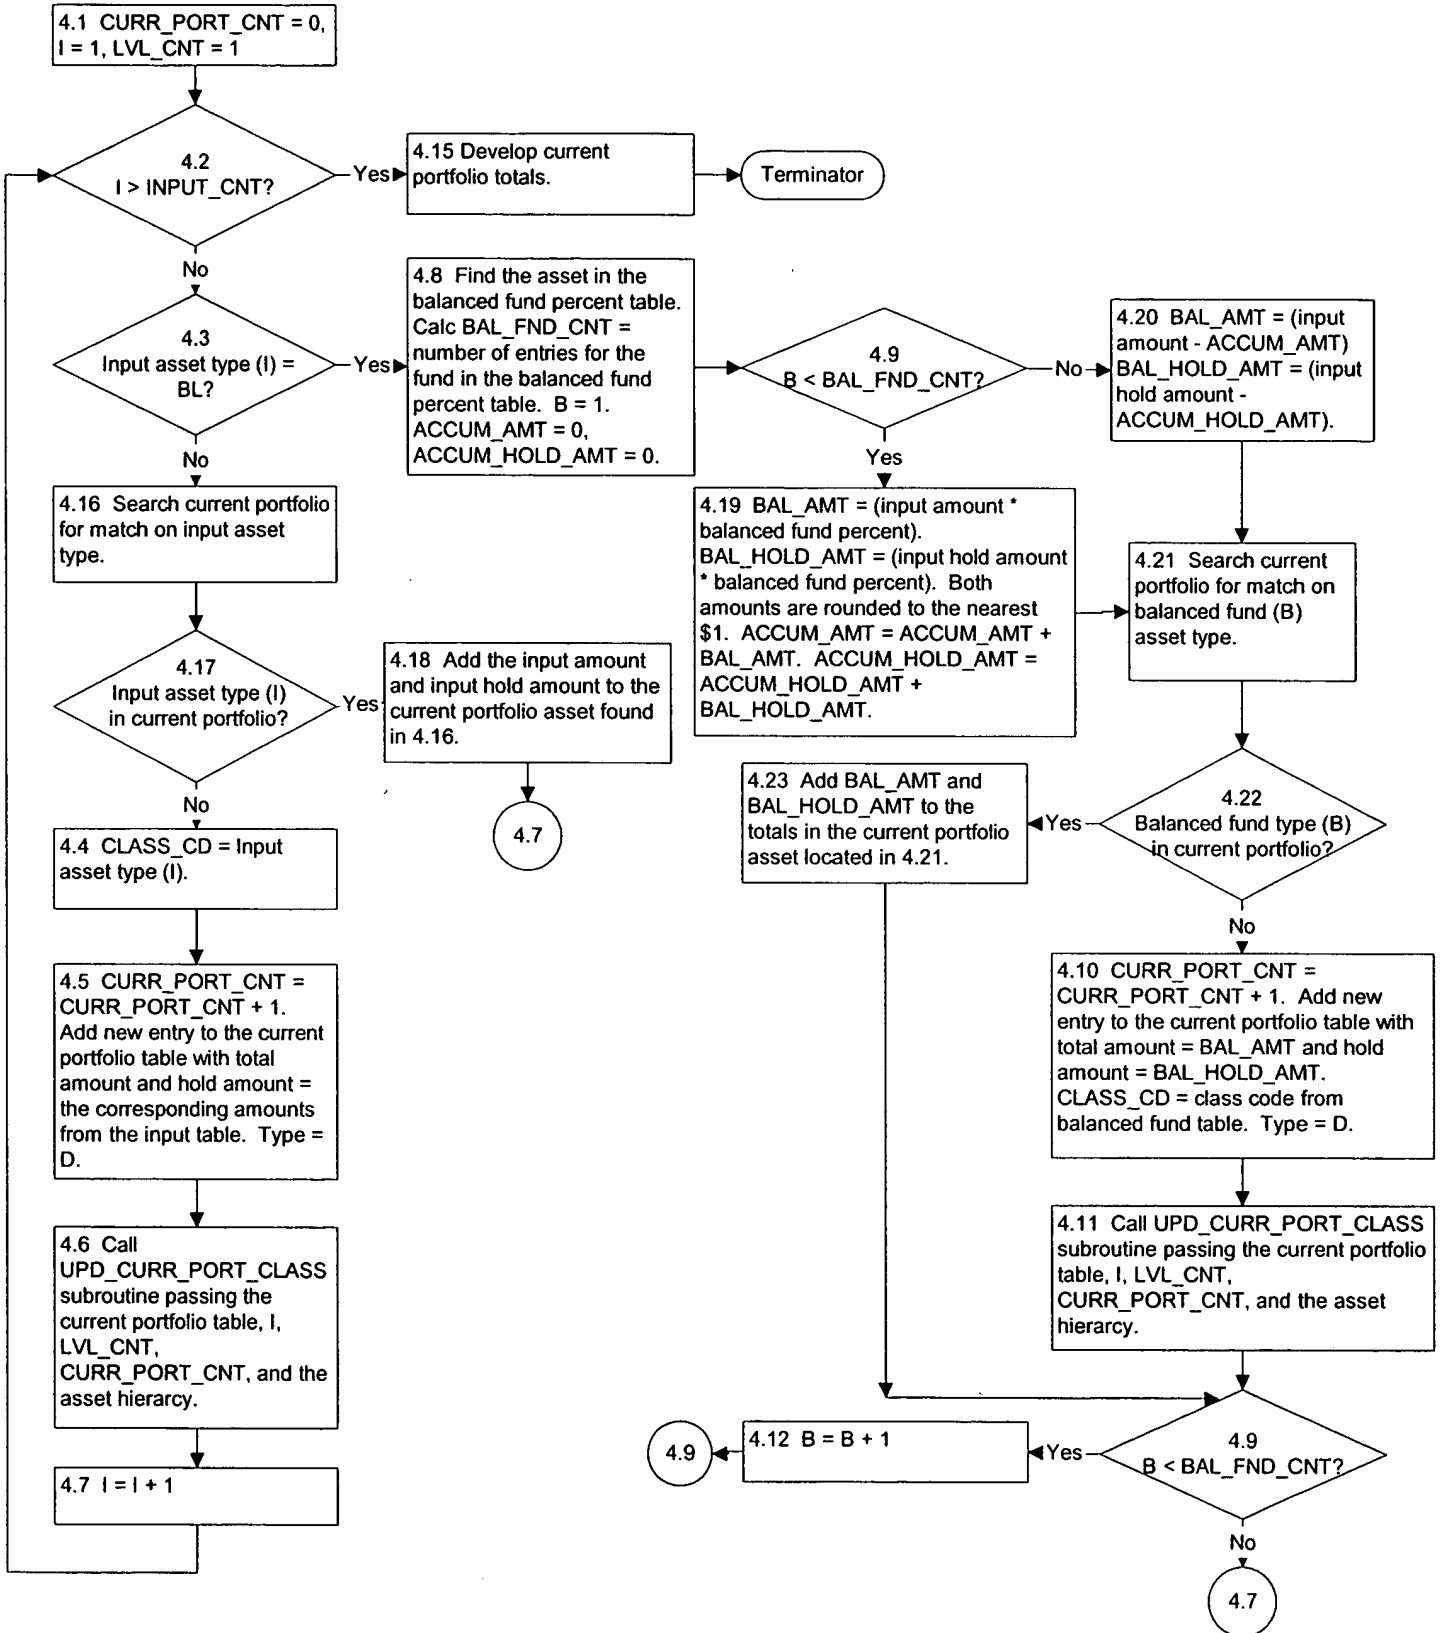 4.1 CURR_PORT_CNT = 0,
I = 1, LVL_CNT = 1
4.2
I > INPUT_CNT?
Yes
4.15 Develop current
portfolio totals.
Terminator
No
4.3
Input asset type (I) =
BL?
Yes
4.8 Find the asset in the
balanced fund percent table.
Calc BAL_FND_CNT =
number of entries for the
fund in the balanced fund
percent table. B = 1.
ACCUM_AMT = 0,
ACCUM_HOLD_AMT = 0.
4.9
B < BAL_FND_CNT?
No
4.20 BAL_AMT = (input
amount - ACCUM_AMT)
BAL_HOLD_AMT = (input
hold amount -
ACCUM_HOLD_AMT).
Yes
4.19 BAL_AMT = (input amount *
balanced fund percent).
BAL_HOLD_AMT = (input hold amount
* balanced fund percent). Both
amounts are rounded to the nearest
$1. ACCUM_AMT = ACCUM_AMT +
BAL_AMT. ACCUM_HOLD_AMT =
ACCUM_HOLD_AMT +
BAL_HOLD_AMT.
4.21 Search current
portfolio for match on
balanced fund (B)
asset type.
No
4.16 Search current portfolio
for match on input asset
type.
4.17
Input asset type (I)
in current portfolio?
Yes
4.18 Add the input amount
and input hold amount to the
current portfolio asset found
in 4.16.
4.7
4.22
Balanced fund type (B)
in current portfolio?
Yes
4.23 Add BAL_AMT and
BAL_HOLD_AMT to the
totals in the current portfolio
asset located in 4.21.
No
4.4 CLASS_CD = Input
asset type (I).
4.5 CURR_PORT_CNT =
CURR_PORT_CNT + 1.
Add new entry to the current
portfolio table with total
amount and hold amount =
the corresponding amounts
from the input table. Type =
D.
4.6 Call
UPD_CURR_PORT_CLASS
subroutine passing the
current portfolio table, I,
LVL_CNT,
CURR_PORT_CNT, and the
asset hierarcy.
4.7 I = I + 1
No
4.10 CURR_PORT_CNT =
CURR_PORT_CNT + 1. Add new
entry to the current portfolio table with
total amount = BAL_AMT and hold
amount = BAL_HOLD_AMT.
CLASS_CD = class code from
balanced fund table. Type = D.
4.11 Call UPD_CURR_PORT_CLASS
subroutine passing the current portfolio
table, I, LVL_CNT,
CURR_PORT_CNT, and the asset
hierarcy.
4.9
B < BAL_FND_CNT?
Yes
4.12 B = B + 1
4.9
No
4.7